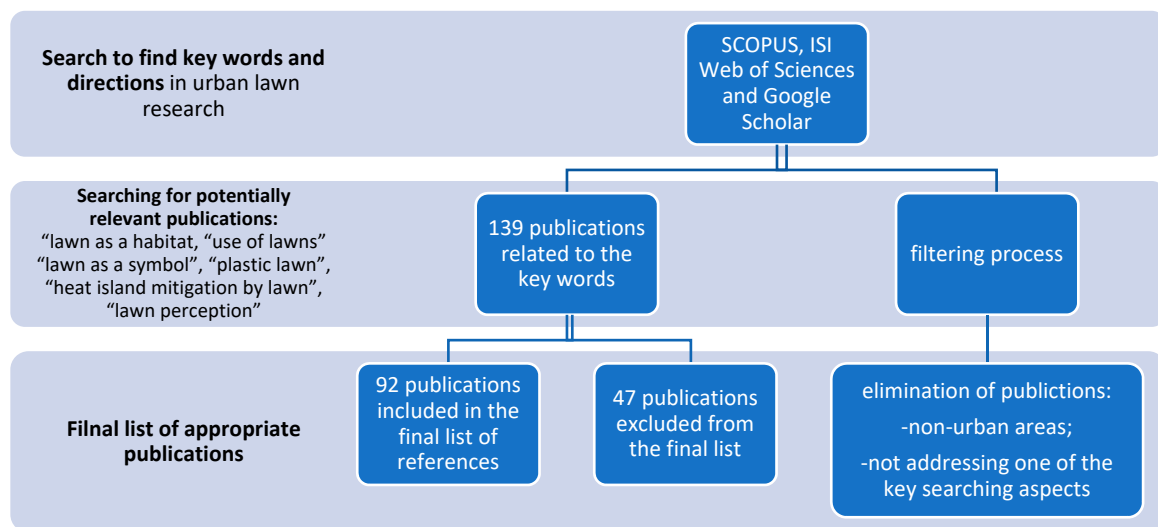 Search to find key words and
directions in urban lawn
research
SCOPUS, ISI
Web of Sciences
and Google
Scholar
Searching for potentially
relevant publications:
“lawn as a habitat, “use of lawns”
“lawn as a symbol”, “plastic lawn”,
“heat island mitigation by lawn”,
“lawn perception”
139 publications
related to the
key words
filtering process
Filnal list of appropriate
publications
92 publications
included in the
final list of
references
47 publications
excluded from
the final list
elimination of publictions:
-non-urban areas;
-not addressing one of the
key searching aspects